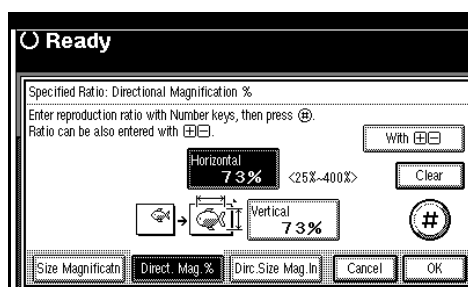 Ready
Specified Ratio: Directional Magnification %
Enter reproduction ratio with Number keys, then press (#).
Ratio can be also entered with [+][-].
With [+][-]
Horizontal
73%
<25%~400%>
Clear
Vertical
73%
#
Size Magnificatn
Direct. Mag.%
Dirc.Size Mag.In
Cancel
OK